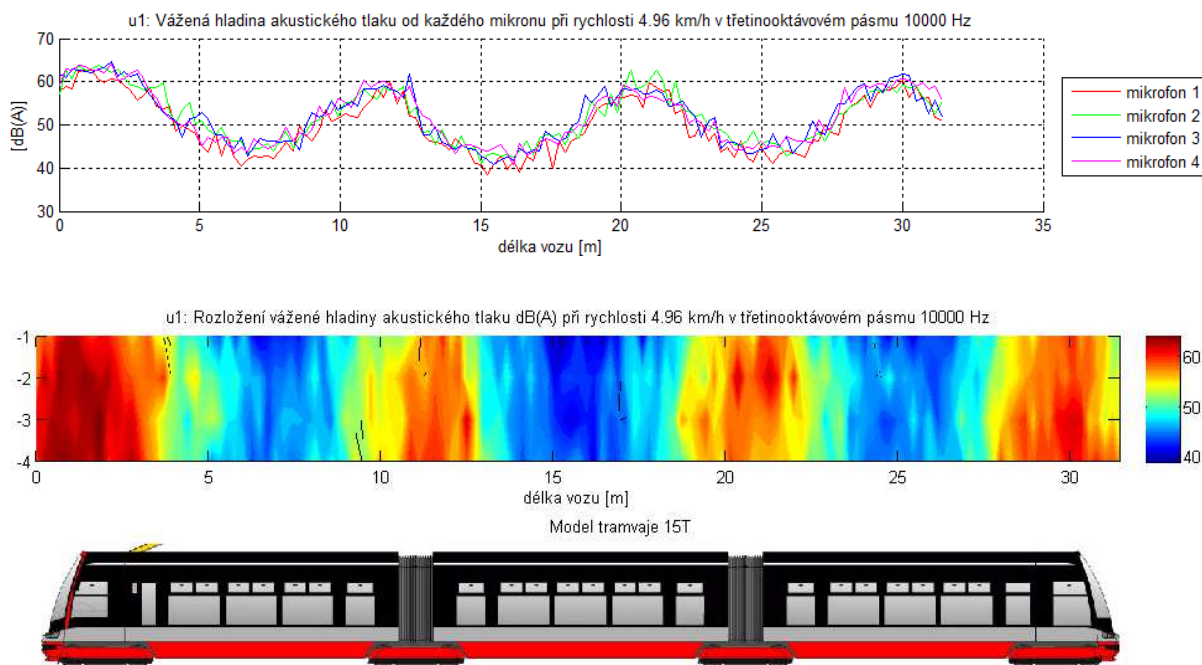 u1: Vážená hladina akustického tlaku od každého mikronu při rychlosti 4.96 km/h v třetinooktávovém pásmu 10000 Hz
70
60
50
40
30
[dB(A)]
0 5 10 15 20 25 30 35
délka vozu [m]
mikrofon 1
mikrofon 2
mikrofon 3
mikrofon 4
u1: Rozložení vážené hladiny akustického tlaku dB(A) při rychlosti 4.96 km/h v třetinooktávovém pásmu 10000 Hz
-1
-2
-3
-4
0 5 10 15 20 25 30
60
50
40
délka vozu [m]
Model tramvaje 15T